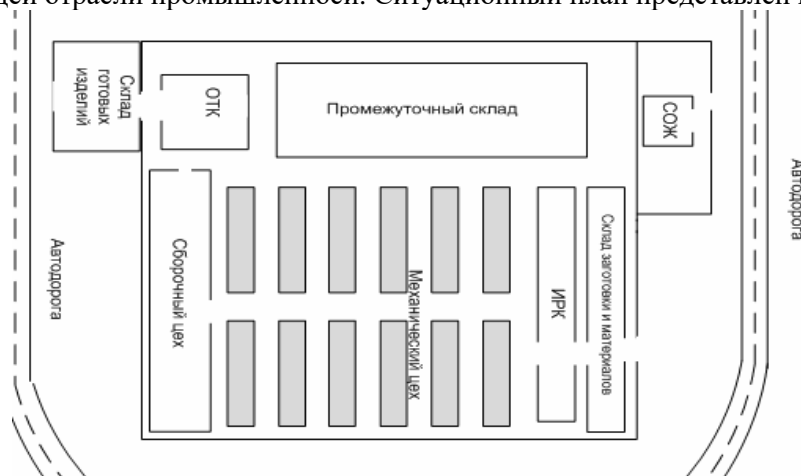 отрасли промышленноси. Ситуационный план представлен
Склад
готовых
изделий
ОТК
Промежуточный склад
СОЖ
Автодорога
Автодорога
Сборочный цех
Механический цех
ИРК
Склад заготовки и материалов